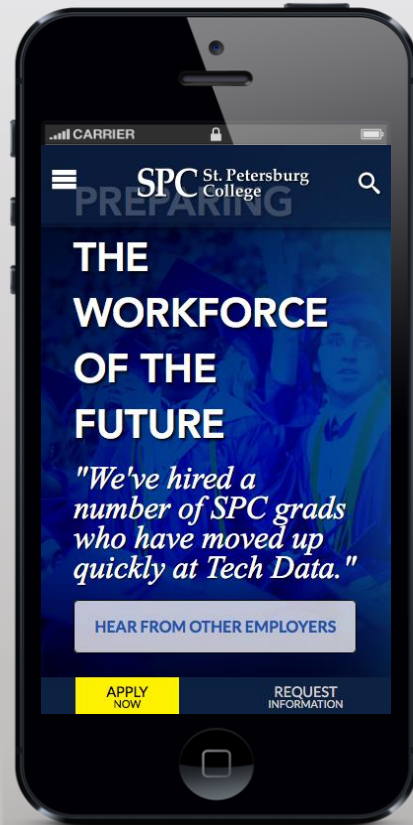 CARRIER
SPC St. Petersburg
College
PREPARING
THE
WORKFORCE
OF THE
FUTURE
"We've hired a
number of SPC grads
who have moved up
quickly at Tech Data."
HEAR FROM OTHER EMPLOYERS
APPLY
NOW
REQUEST
INFORMATION